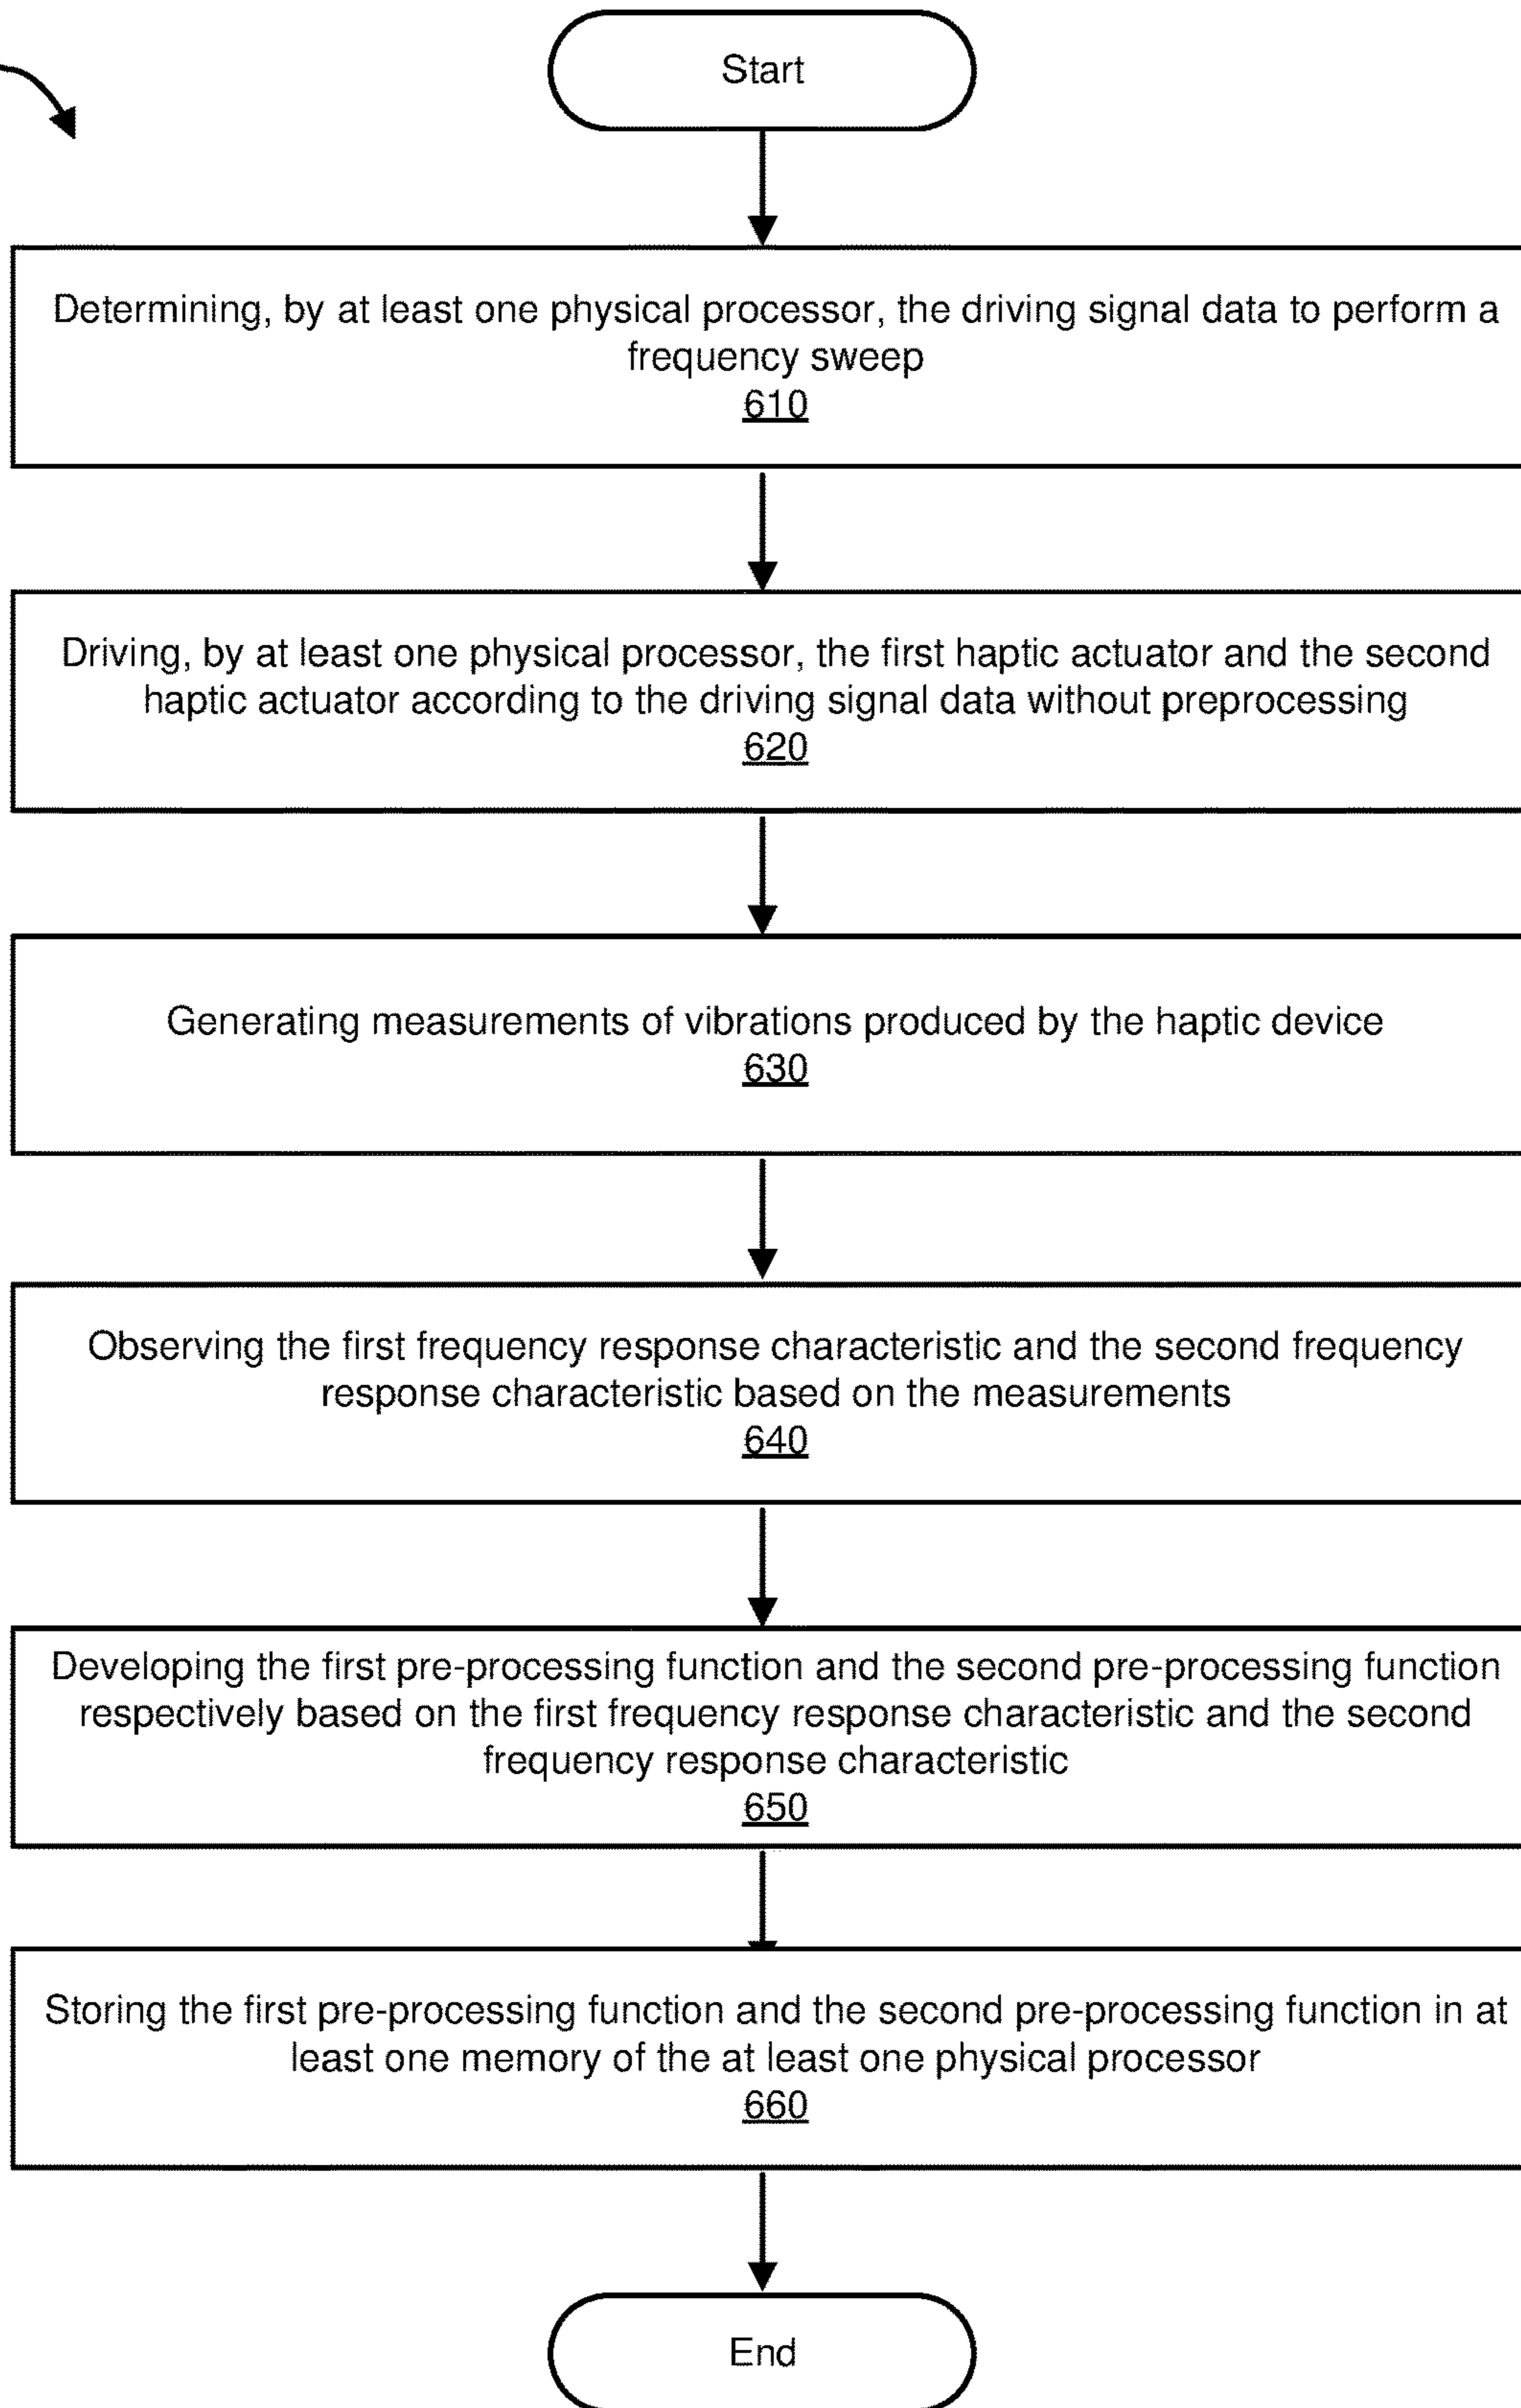 Start
Determining, by at least one physical processor, the driving signal data to perform a
frequency sweep
610
Driving, by at least one physical processor, the first haptic actuator and the second
haptic actuator according to the driving signal data without preprocessing
620
Generating measurements of vibrations produced by the haptic device
630
Observing the first frequency response characteristic and the second frequency
response characteristic based on the measurements
640
Developing the first pre-processing function and the second pre-processing function
respectively based on the first frequency response characteristic and the second
frequency response characteristic
650
Storing the first pre-processing function and the second pre-processing function in at
least one memory of the at least one physical processor
660
End